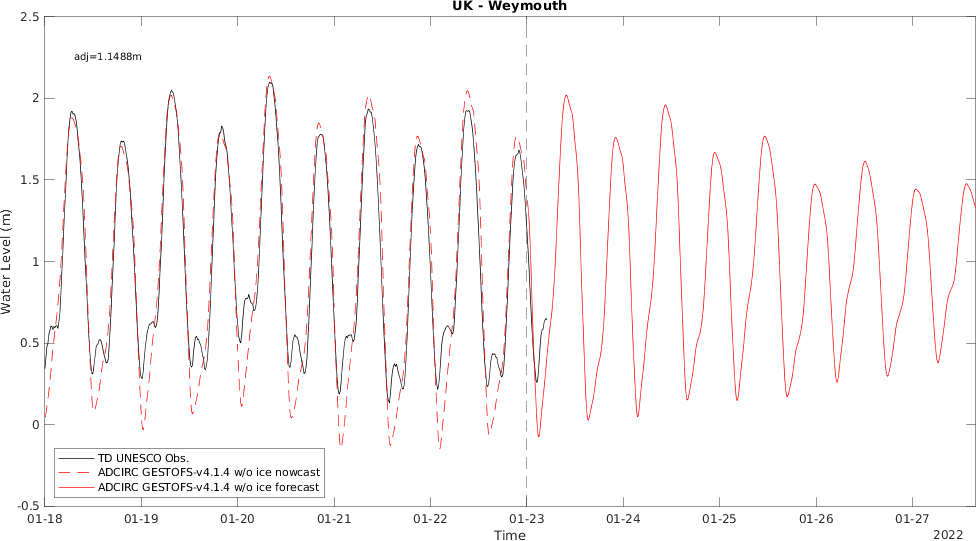 UK - Weymouth
adj=1.1488m
2.5
2
1.5
1
0.5
0
-0.5
Water Level (m)
TD UNESCO Obs.
ADCIRC GESTOFS-v4.1.4 w/o ice nowcast
ADCIRC GESTOFS-v4.1.4 w/o ice forecast
01-18 01-19 01-20 01-21 01-22 01-23 01-24 01-25 01-26 01-27
Time
2022